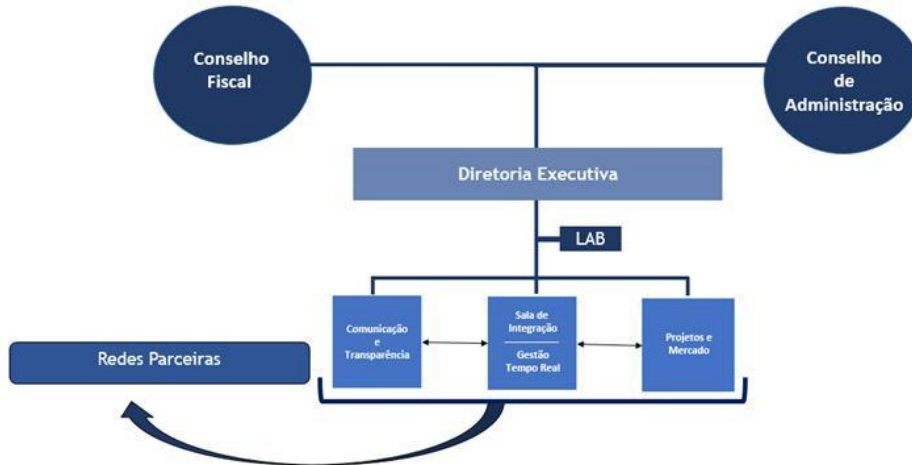 Conselho
Fiscal
Conselho
de
Administração
Diretoria Executiva
LAB
Comunicação
e
Transparência
Sala de
Integração
Gestão
Tempo Real
Projetos e
Mercado
Redes Parceiras